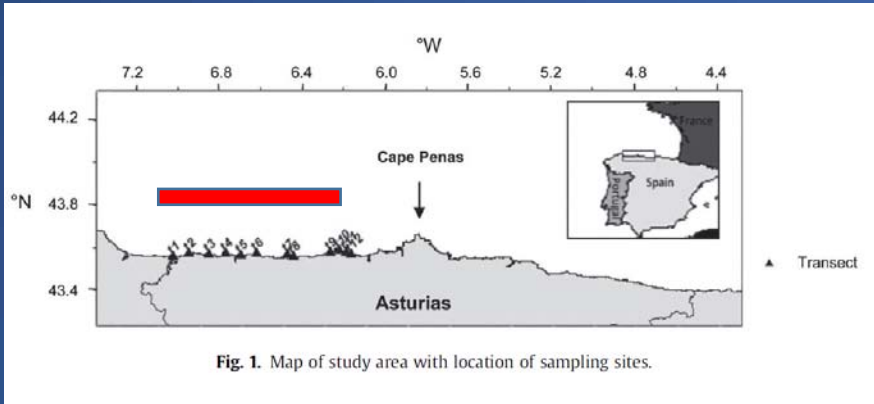 °W
7.2 6.8 6.4 6.0 5.6 5.2 4.8 4.4
44.2
°N 43.8
43.4
Cape Penas
France
Spain
Portugal
Transect
Asturias
Fig. 1. Map of study area with location of sampling sites.